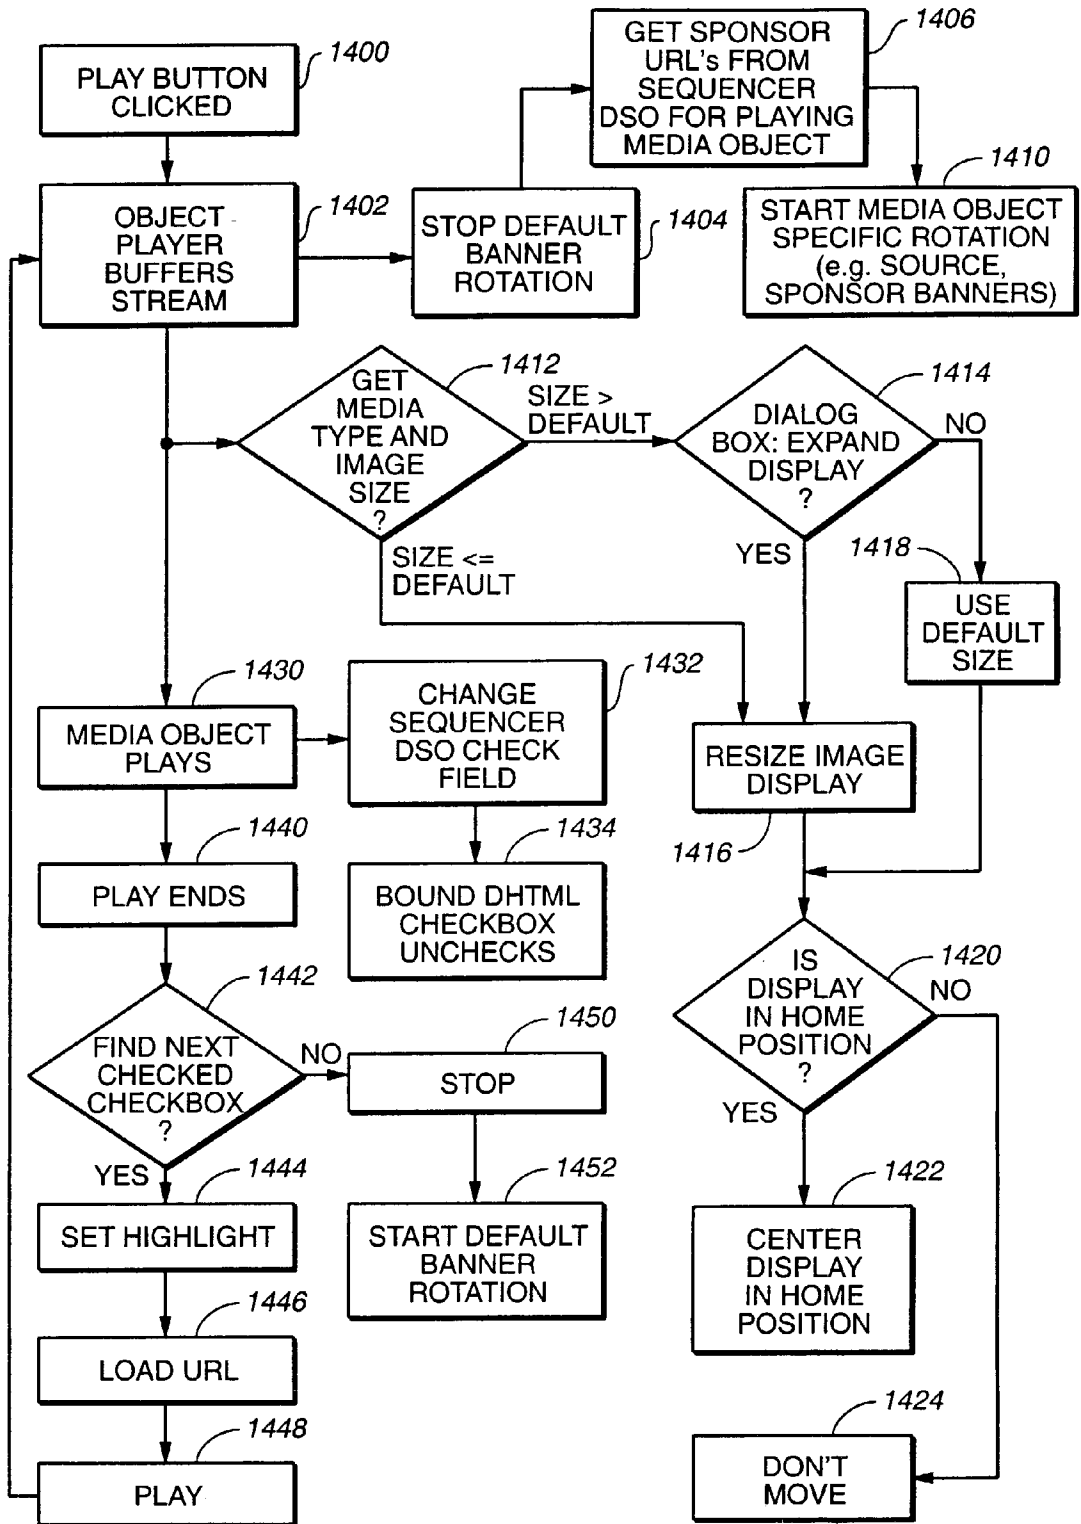 1400
PLAY BUTTON
CLICKED
1402
OBJECT
PLAYER
BUFFERS
STREAM
1404
STOP DEFAULT
BANNER
ROTATION
1406
GET SPONSOR
URL's FROM
SEQUENCER
DSO FOR PLAYING
MEDIA OBJECT
1410
START MEDIA OBJECT
SPECIFIC ROTATION
(e.g. SOURCE,
SPONSOR BANNERS)
1412
GET
MEDIA
TYPE AND
IMAGE
SIZE
?
SIZE >
DEFAULT
SIZE <=
DEFAULT
1414
DIALOG
BOX: EXPAND
DISPLAY
?
NO
YES
1418
USE
DEFAULT
SIZE
RESIZE IMAGE
DISPLAY
1416
1420
IS
DISPLAY
IN HOME
POSITION
?
NO
YES
1422
CENTER
DISPLAY
IN HOME
POSITION
1424
DON'T
MOVE
1430
MEDIA OBJECT
PLAYS
1432
CHANGE
SEQUENCER
DSO CHECK
FIELD
1434
BOUND DHTML
CHECKBOX
UNCHECKS
1440
PLAY ENDS
1442
FIND NEXT
CHECKED
CHECKBOX
?
NO
YES
1450
STOP
1452
START DEFAULT
BANNER
ROTATION
1444
SET HIGHLIGHT
1446
LOAD URL
1448
PLAY